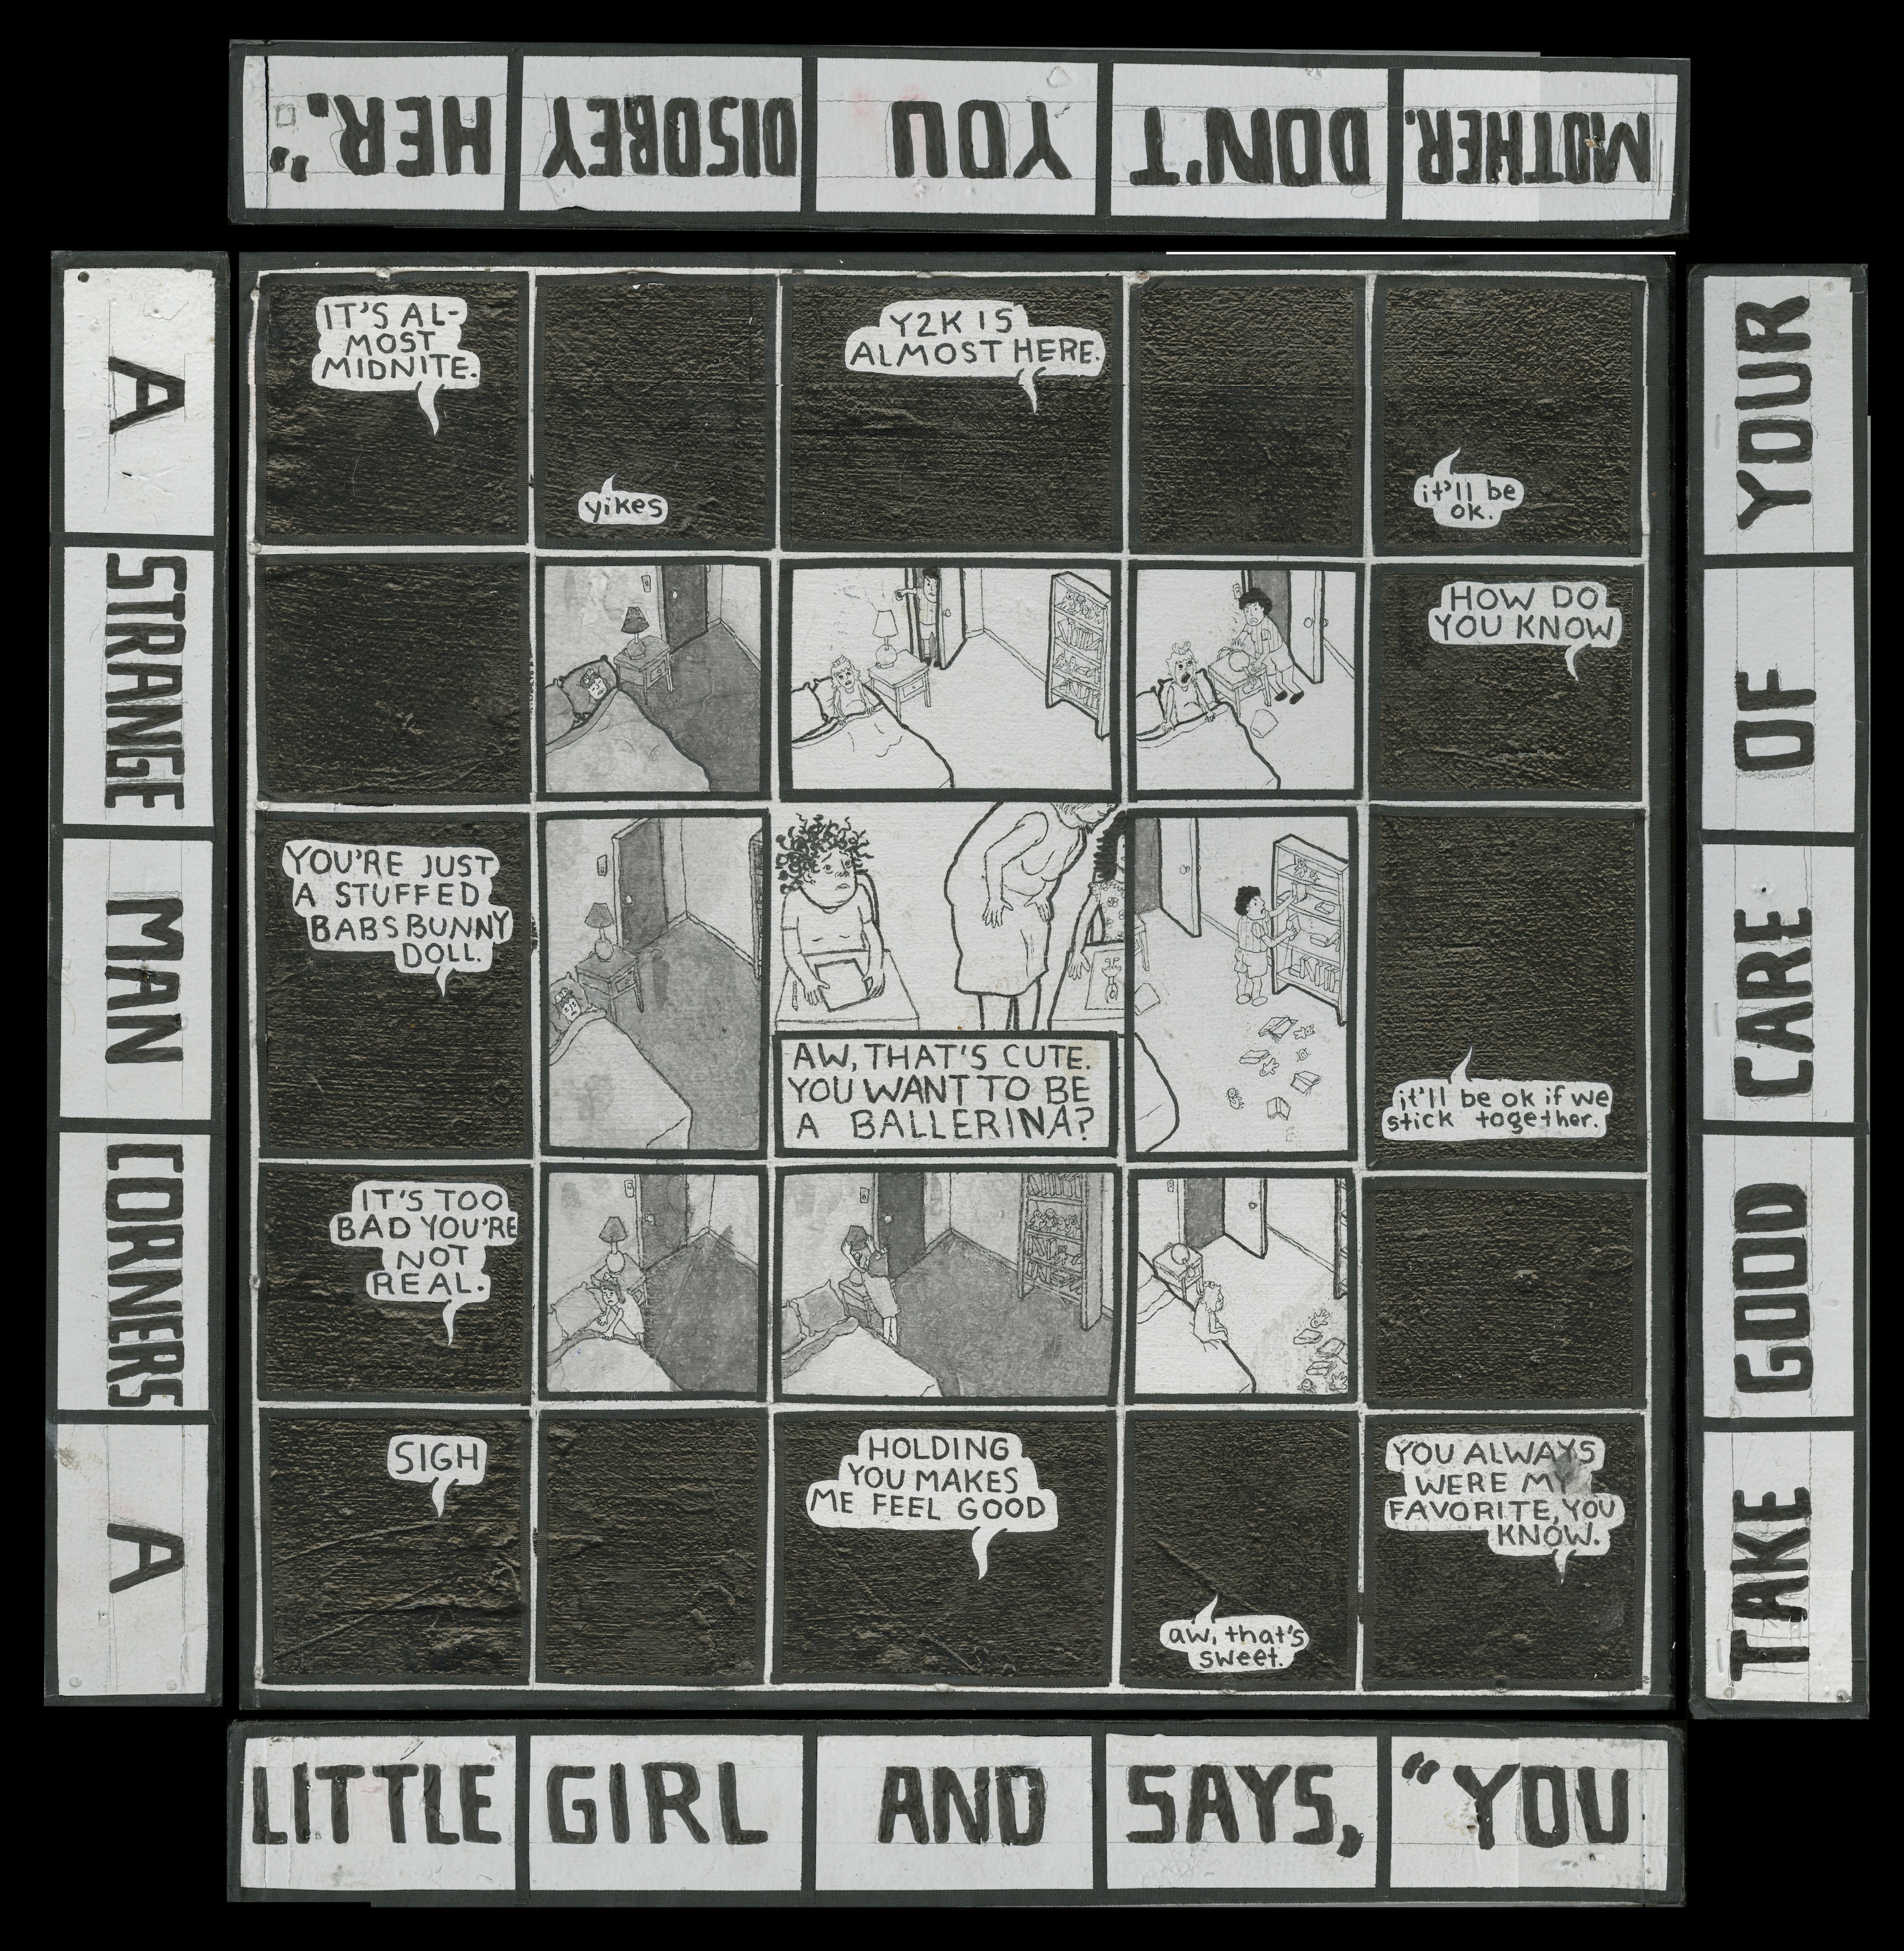 A
STRANGE
MAN
CORNERS
A
LITTLE GIRL AND SAYS, "YOU
TAKE
GOOD
CARE
OF
YOUR
MOTHER. DON'T YOU DISOBEY HER."
IT'S AL-
MOST
MIDNITE.
yikes
Y2K IS
ALMOST HERE.
it'll be
ok.
HOW DO
YOU KNOW
YOU'RE JUST
A STUFFED
BABS BUNNY
DOLL.
AW, THAT'S CUTE.
YOU WANT TO BE
A BALLERINA?
it'll be ok if we
stick together.
IT'S TOO
BAD YOU'RE
NOT
REAL.
SIGH
HOLDING
YOU MAKES
ME FEEL GOOD
aw, that's
sweet.
YOU ALWAYS
WERE MY
FAVORITE, YOU
KNOW.